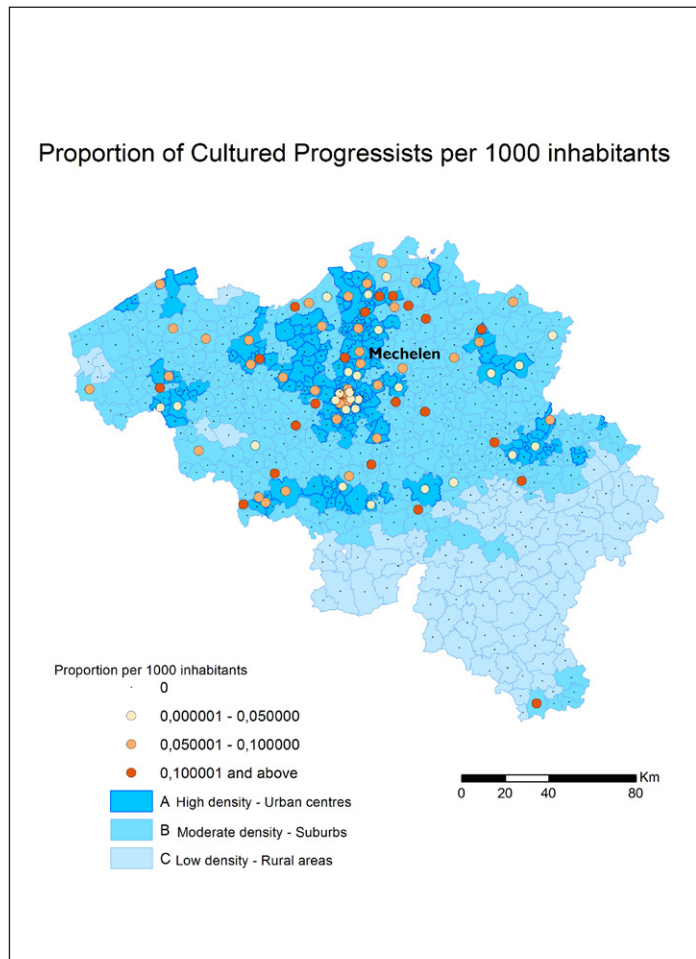 Proportion of Cultured Progressists per 1000 inhabitants
Mechelen
Proportion per 1000 inhabitants
0
0,000001 - 0,050000
0,050001 - 0,100000
0,100001 and above
A High density - Urban centres
B Moderate density - Suburbs
C Low density - Rural areas
Km
0 20 40 80